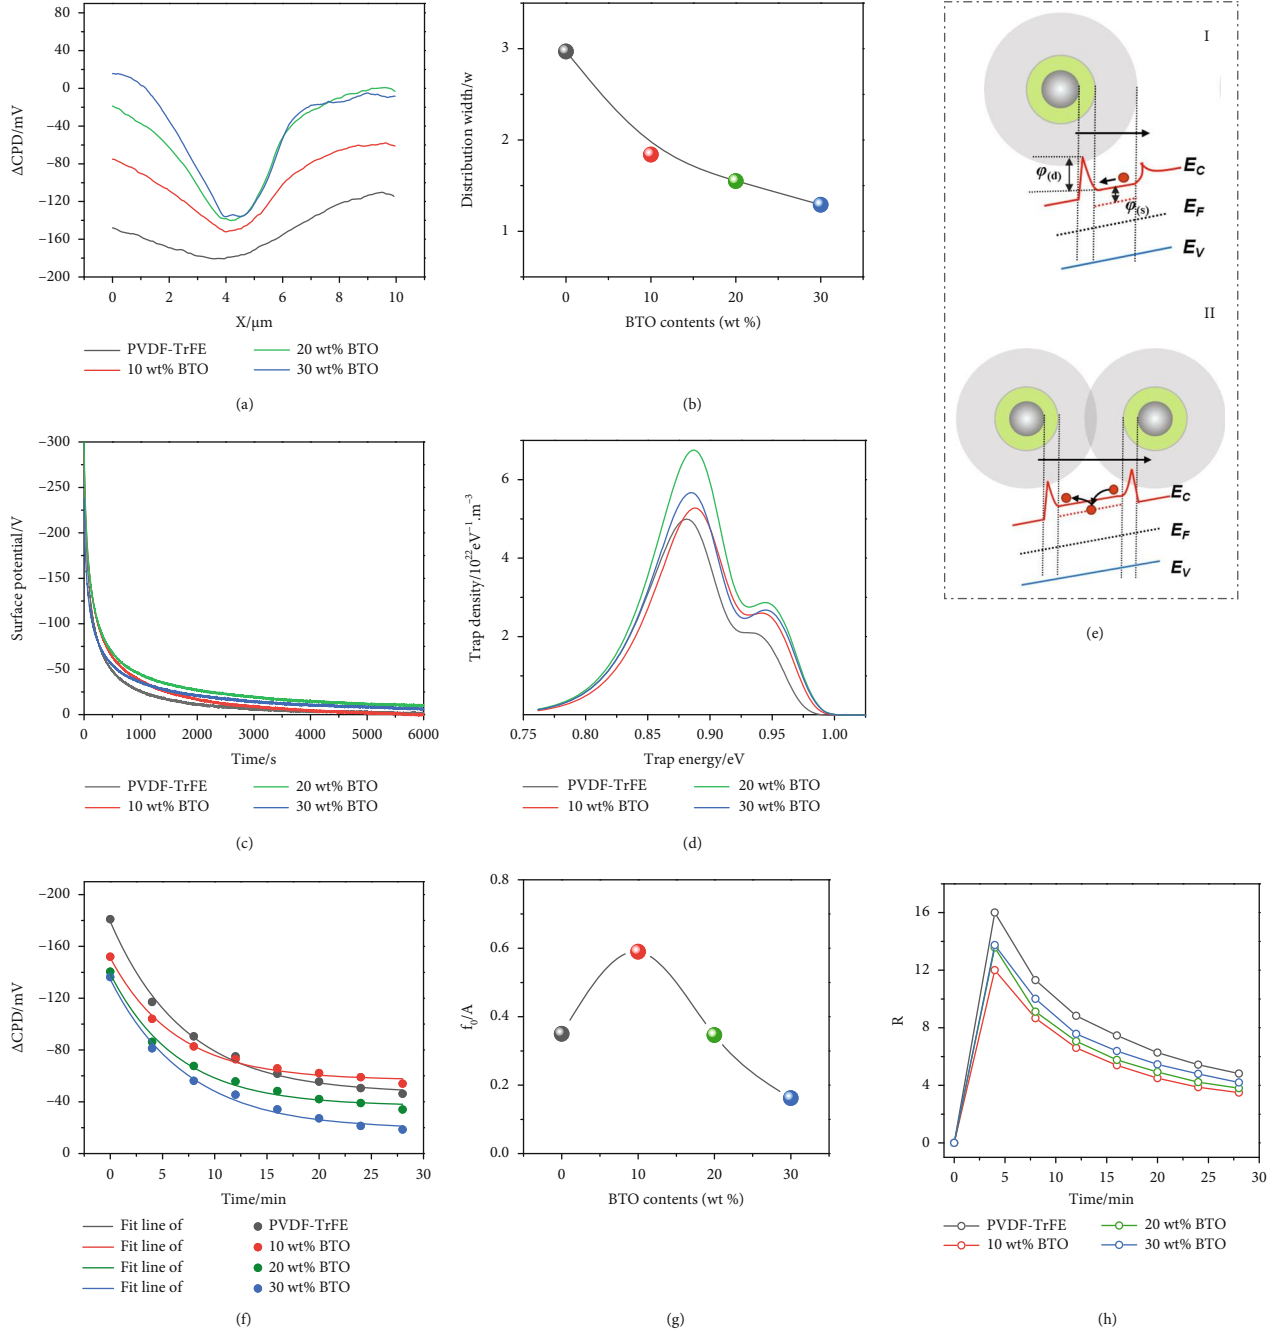 80
40
0
−40
−80
−120
−160
−200
ΔCPD/mV
0 2 4 6 8 10
X/μm
PVDF-TrFE 20 wt% BTO
10 wt% BTO 30 wt% BTO
(a)
3
2
1
Distribution width/w
0 10 20 30
BTO contents (wt %)
(b)
I
φ(d)
φ(s)
EC
EF
EV
II
EC
EF
EV
(e)
−300
−250
−200
−150
−100
−50
0
Surface potential/V
0 1000 2000 3000 4000 5000 6000
Time/s
PVDF-TrFE 20 wt% BTO
10 wt% BTO 30 wt% BTO
(c)
6
4
2
Trap density/10²² eV⁻¹.m⁻³
0.75 0.80 0.85 0.90 0.95 1.00
Trap energy/eV
PVDF-TrFE 20 wt% BTO
10 wt% BTO 30 wt% BTO
(d)
−200
−160
−120
−80
−40
0
ΔCPD/mV
0 5 10 15 20 25 30
Time/min
Fit line of PVDF-TrFE
Fit line of 10 wt% BTO
Fit line of 20 wt% BTO
Fit line of 30 wt% BTO
(f)
0.8
0.6
0.4
0.2
0.0
f₀/A
0 10 20 30
BTO contents (wt %)
(g)
16
12
8
4
0
R
0 5 10 15 20 25 30
Time/min
PVDF-TrFE 20 wt% BTO
10 wt% BTO 30 wt% BTO
(h)